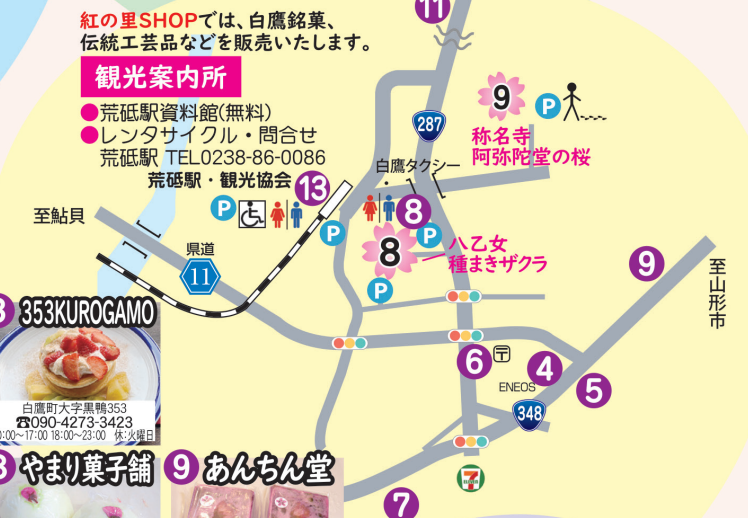 紅の里SHOPでは、白鷹銘菓、
伝統工芸品などを販売いたします。
観光案内所
●荒砥駅資料館(無料)
●レンタサイクル・問合せ
荒砥駅 TEL0238-86-0086
荒砥駅・観光協会 13
P
至鮎貝
県道
11
11
287
9
P
称名寺
阿弥陀堂の桜
白鷹タクシー
8
P
8
P
八乙女
種まきザクラ
P
9
至山形市
6
〒
4
ENEOS
5
348
7
7
353KUROGAMO
白鷹町大字黒鴨353
☎090-4273-3423
:00~17:00 18:00~23:00 休:火曜日
やまり菓子舗
9 あんちん堂